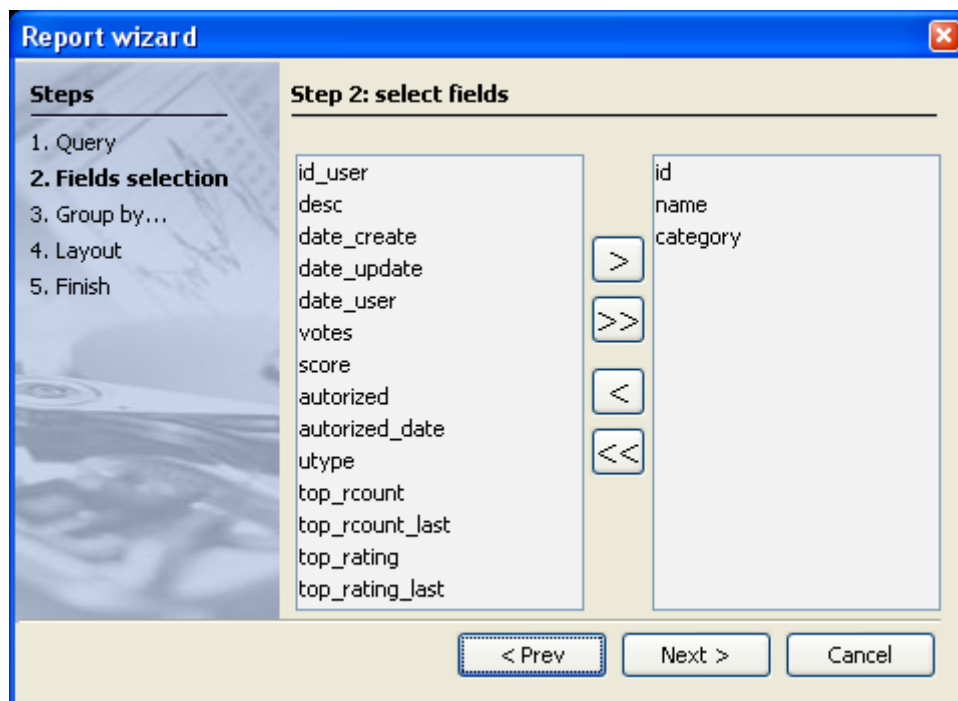 Report wizard
Steps
1. Query
2. Fields selection
3. Group by...
4. Layout
5. Finish
Step 2: select fields
id_user
desc
date_create
date_update
date_user
votes
score
autorized
autorized_date
utype
top_rcount
top_rcount_last
top_rating
top_rating_last
>
>>
<
<<
id
name
category
< Prev
Next >
Cancel